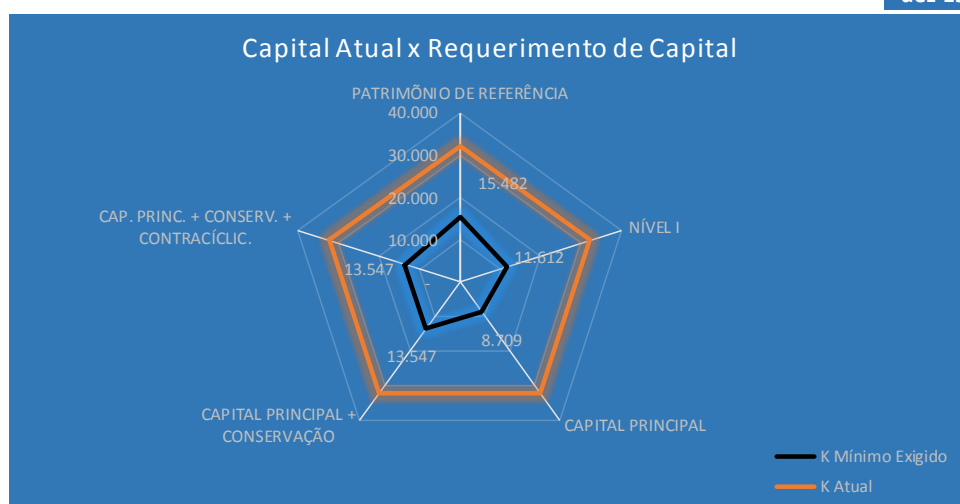 Capital Atual x Requerimento de Capital
PATRIMÕNIO DE REFERÊNCIA
40.000
30.000
15.482
20.000
CAP. PRINC. + CONSERV. +
CONTRACÍCLIC.
NÍVEL I
10.000
11.612
13.547
-
8.709
13.547
CAPITAL PRINCIPAL +
CONSERVAÇÃO
CAPITAL PRINCIPAL
K Mínimo Exigido
K Atual